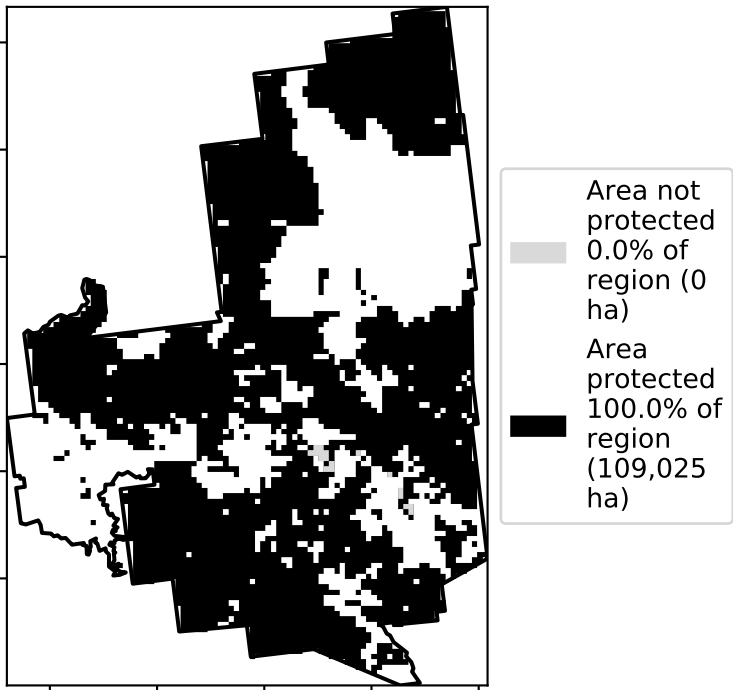 Area not
protected
0.0% of
region (0
ha)
Area
protected
100.0% of
region
(109,025
ha)